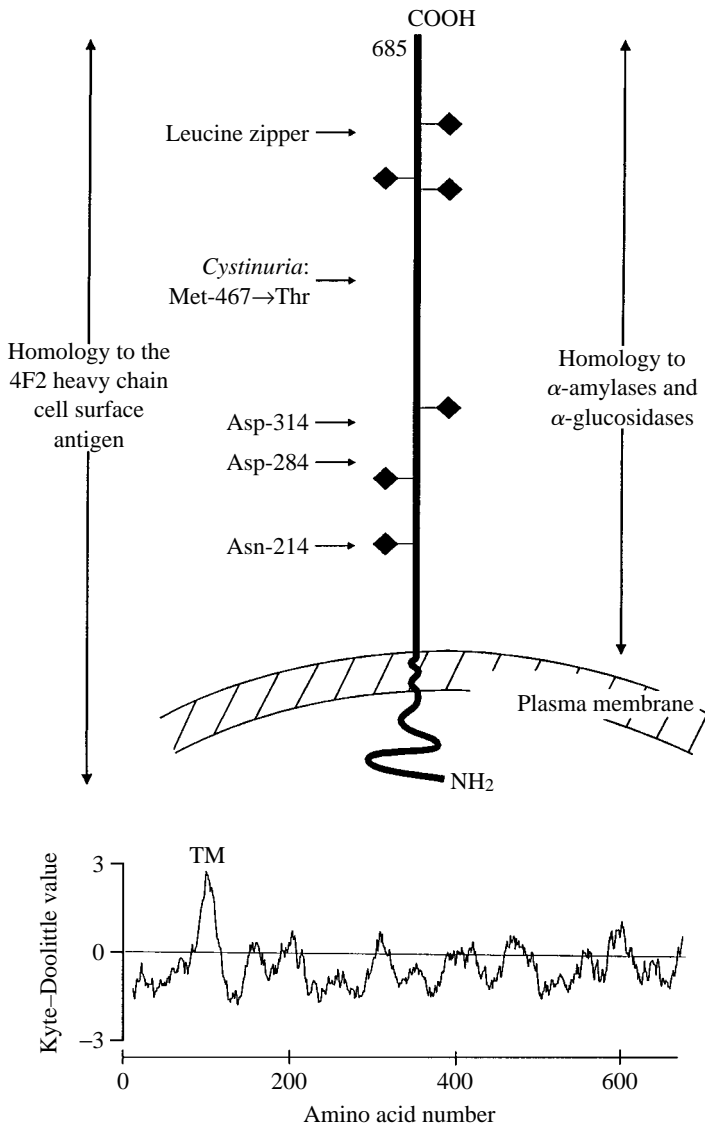 COOH
685
Leucine zipper
Cystinuria:
Met-467→Thr
Homology to the
4F2 heavy chain
cell surface
antigen
Homology to
α-amylases and
α-glucosidases
Asp-314
Asp-284
Asn-214
Plasma membrane
NH₂
TM
3
0
−3
Kyte–Doolittle value
0
200
400
600
Amino acid number